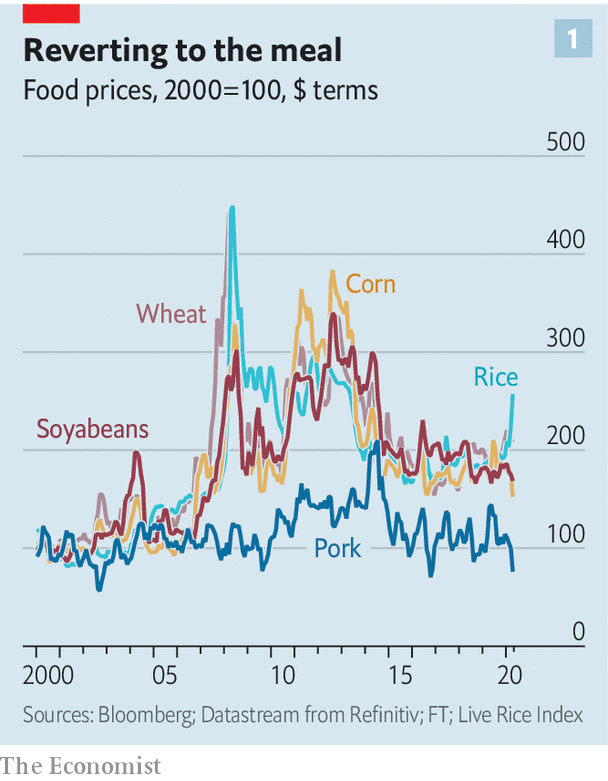 Reverting to the meal
1
Food prices, 2000=100, $ terms
500
400
Corn
Wheat
300
Rice
Soyabeans
200
100
Pork
0
2000 05 10 15 20
Sources: Bloomberg; Datastream from Refinitiv; FT; Live Rice Index
The Economist